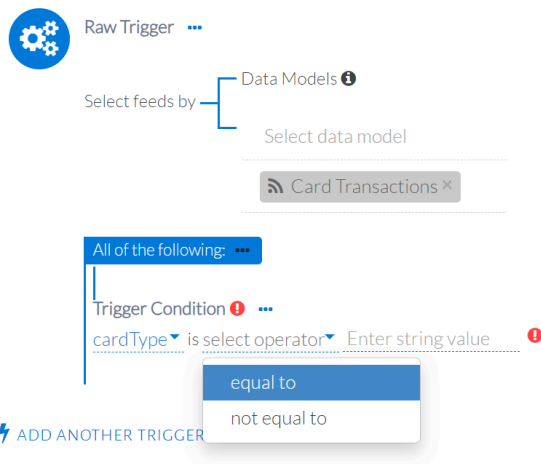 Raw Trigger
Data Models
Select feeds by
Select data model
Card Transactions ×
All of the following:
Trigger Condition
cardType is select operator Enter string value
equal to
not equal to
ADD ANOTHER TRIGGER